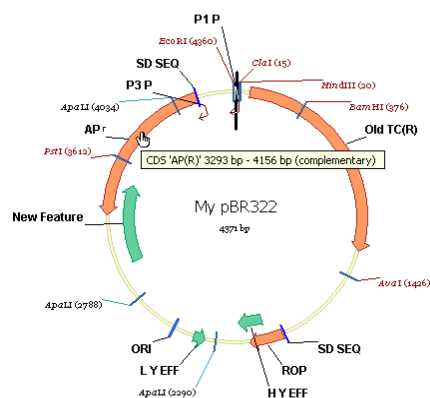 P1 P
EcoRI (4360)
SD SEQ
ClaI (15)
P3 P
HindIII (20)
ApaLI (4034)
BamHI (376)
AP r
Old TC(R)
PstI (3612)
CDS 'AP(R)' 3293 bp - 4156 bp (complementary)
New Feature
My pBR322
4371 bp
AvaI (1426)
ApaLI (2788)
ORI
SD SEQ
L Y EFF
ROP
ApaLI (2290)
H Y EFF